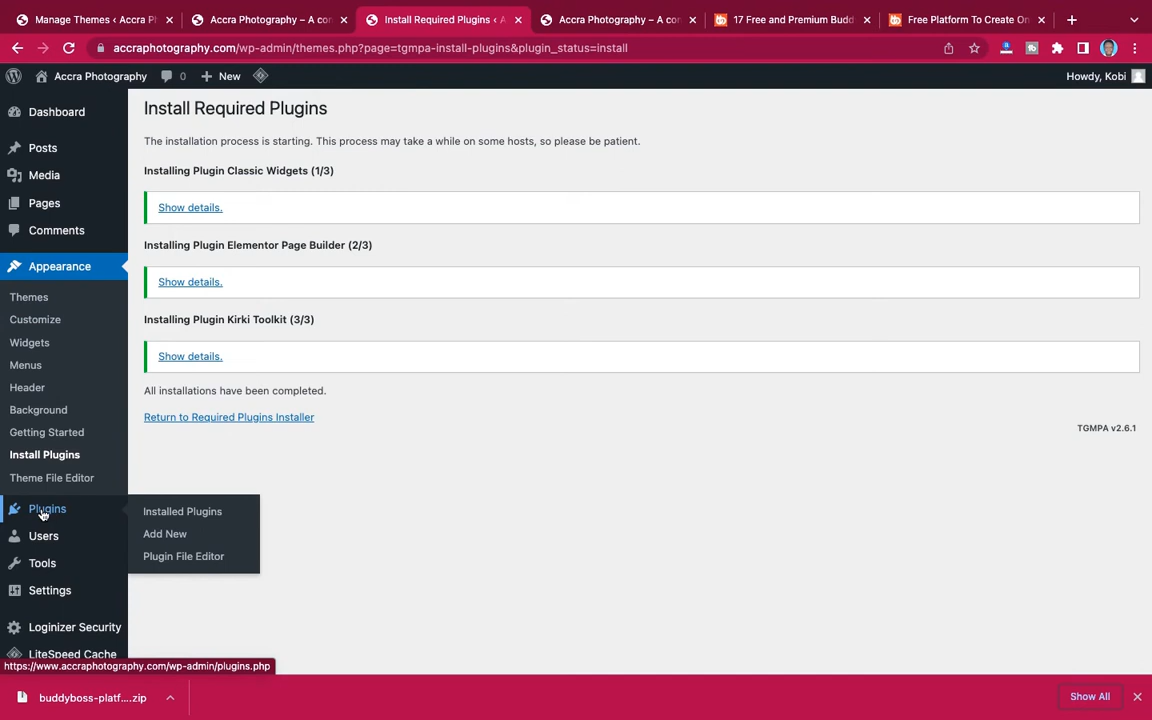 Manage Themes ‹ Accra Ph
Accra Photography – A con
Install Required Plugins ‹ A
Accra Photography – A con
17 Free and Premium Budd
Free Platform To Create On
accraphotography.com/wp-admin/themes.php?page=tgmpa-install-plugins&plugin_status=install
Accra Photography
0
New
Howdy, Kobi
Dashboard
Posts
Media
Pages
Comments
Appearance
Themes
Customize
Widgets
Menus
Header
Background
Getting Started
Install Plugins
Theme File Editor
Plugins
Installed Plugins
Add New
Plugin File Editor
Users
Tools
Settings
Loginizer Security
LiteSpeed Cache
Install Required Plugins
The installation process is starting. This process may take a while on some hosts, so please be patient.
Installing Plugin Classic Widgets (1/3)
Show details.
Installing Plugin Elementor Page Builder (2/3)
Show details.
Installing Plugin Kirki Toolkit (3/3)
Show details.
All installations have been completed.
Return to Required Plugins Installer
TGMPA v2.6.1
https://www.accraphotography.com/wp-admin/plugins.php
buddyboss-platf....zip
Show All